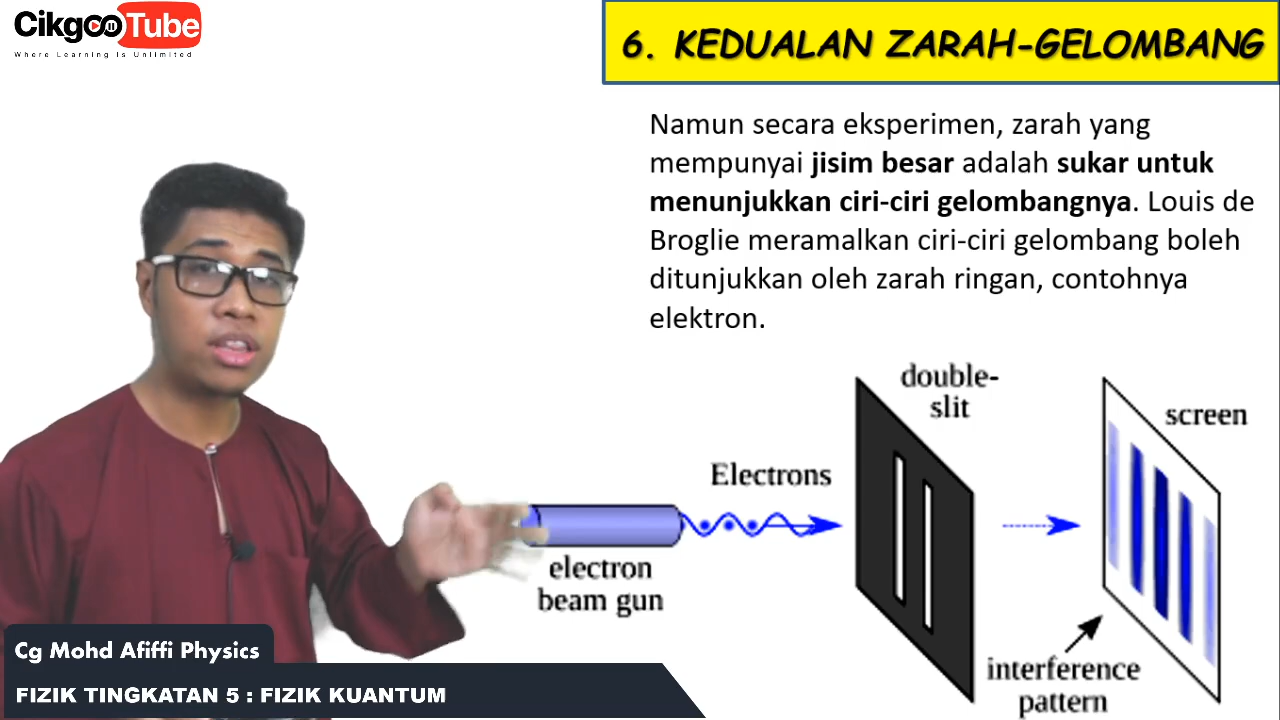 CikgooTube
Where Learning Is Unlimited
6. KEDUALAN ZARAH-GELOMBANG
Namun secara eksperimen, zarah yang
mempunyai jisim besar adalah sukar untuk
menunjukkan ciri-ciri gelombangnya. Louis de
Broglie meramalkan ciri-ciri gelombang boleh
ditunjukkan oleh zarah ringan, contohnya
elektron.
double-
slit
screen
Electrons
electron
beam gun
interference
pattern
Cg Mohd Afiffi Physics
FIZIK TINGKATAN 5 : FIZIK KUANTUM